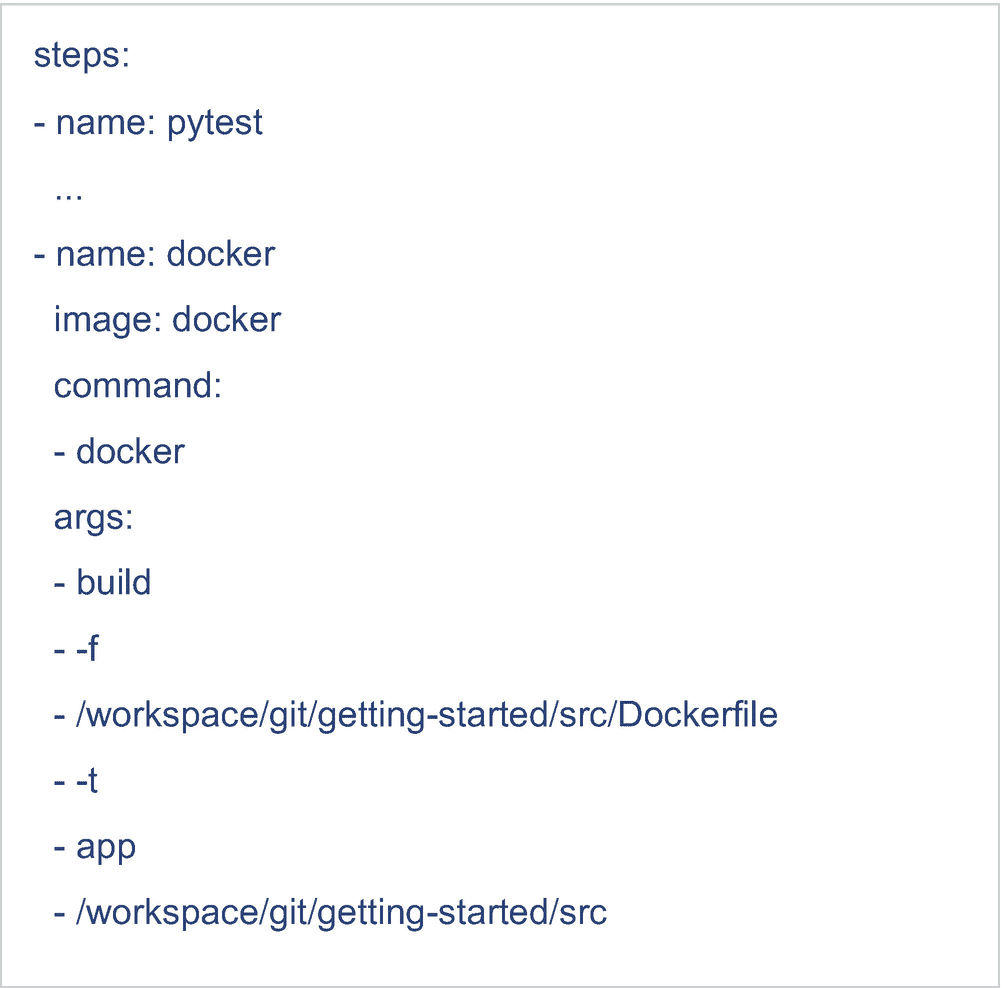 steps:
- name: pytest
...
- name: docker
image: docker
command:
- docker
args:
- build
- -f
- /workspace/git/getting-started/src/Dockerfile
- -t
- app
- /workspace/git/getting-started/src